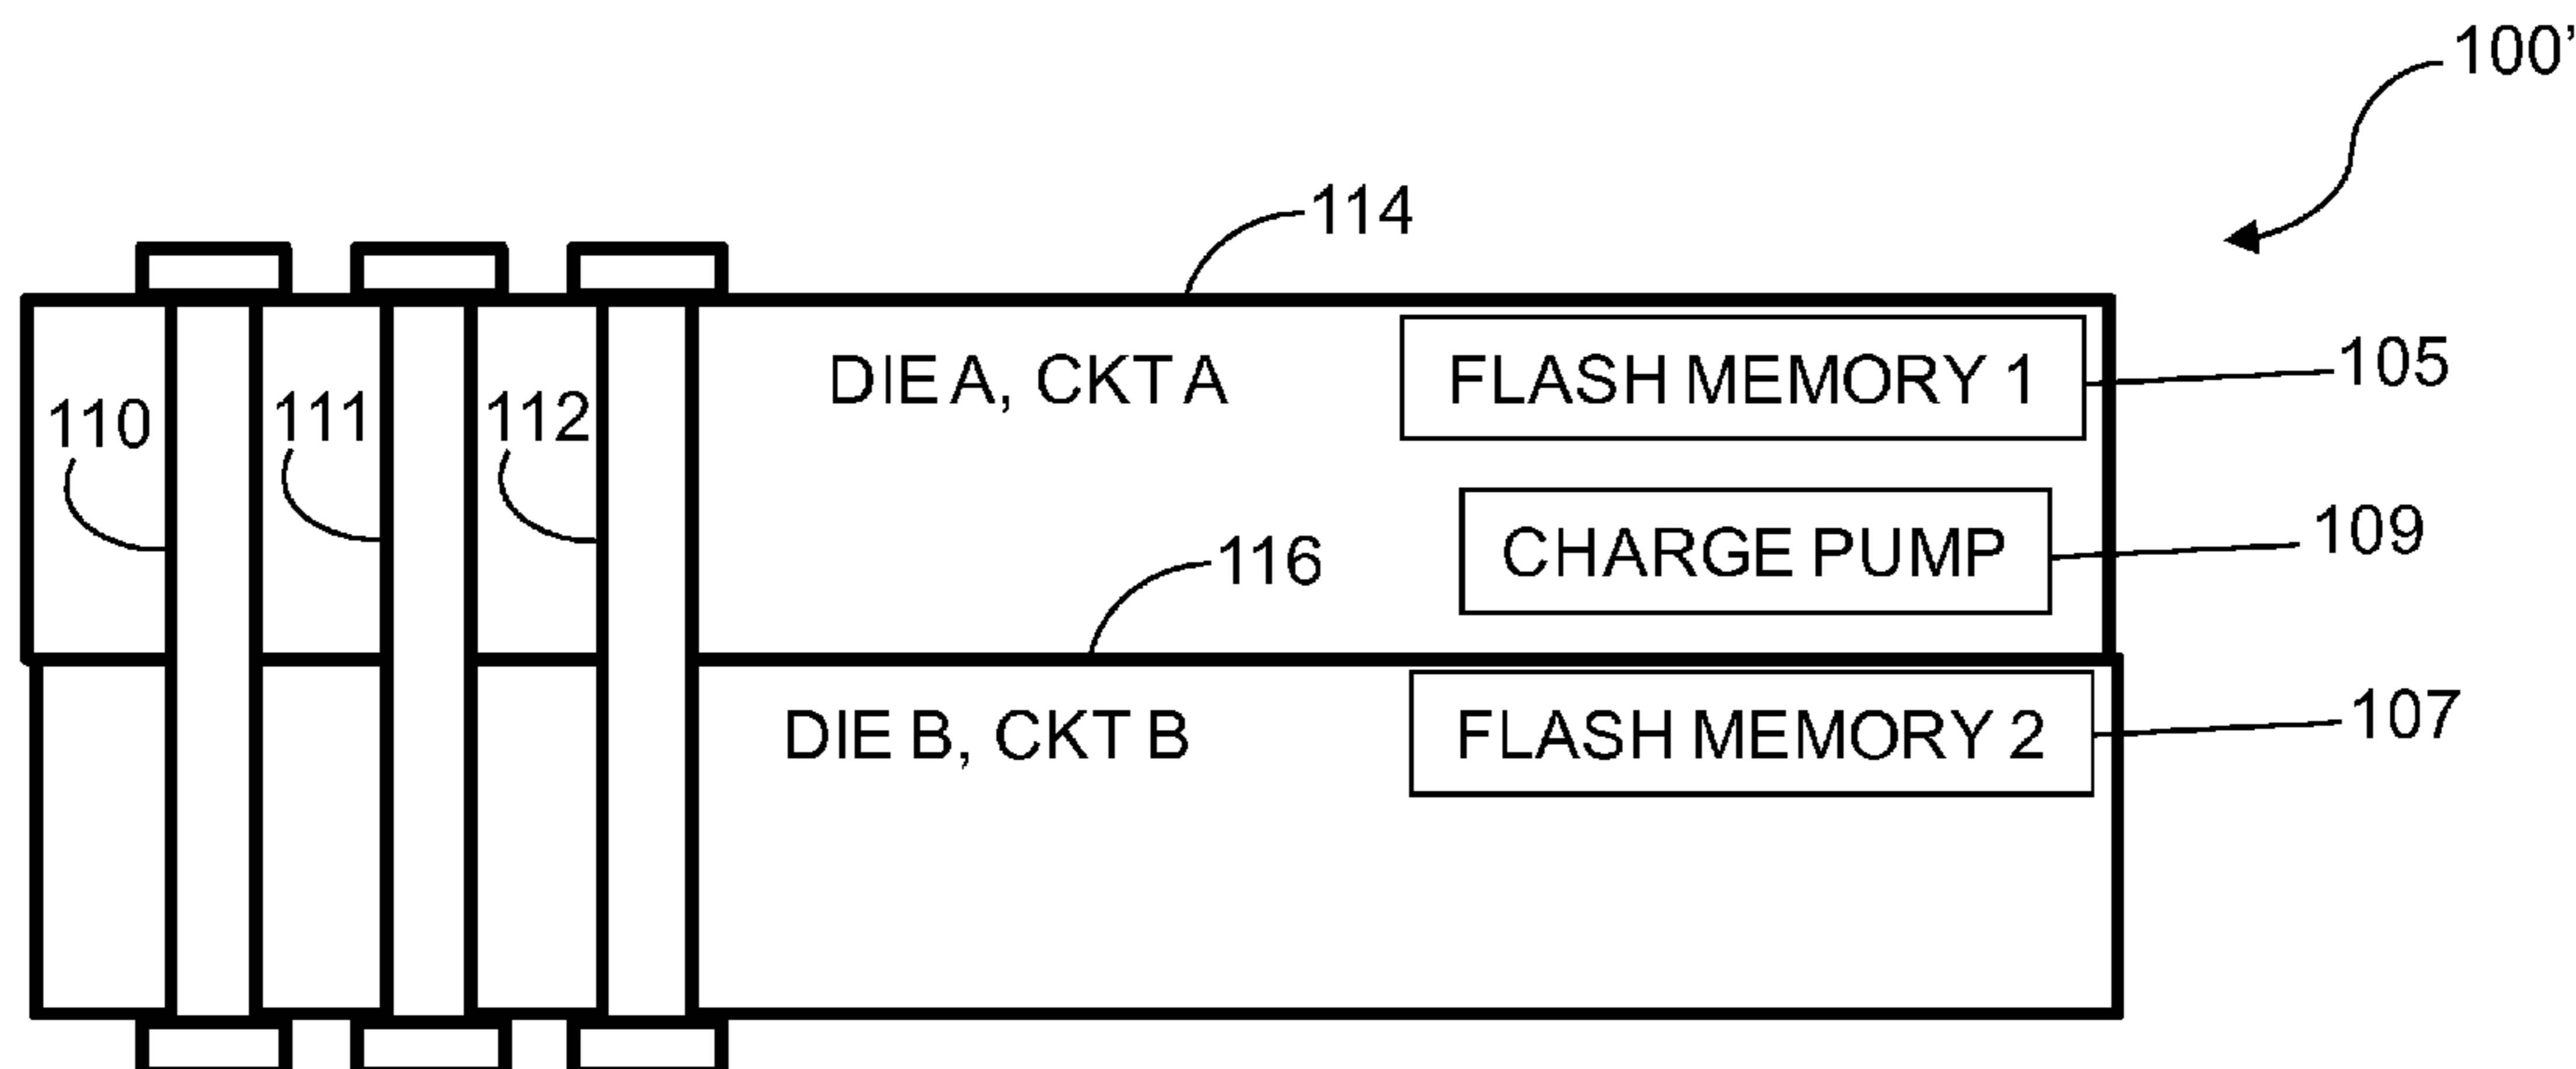 100’
114
DIE A, CKT A
FLASH MEMORY 1
105
110
111
112
CHARGE PUMP
109
116
DIE B, CKT B
FLASH MEMORY 2
107